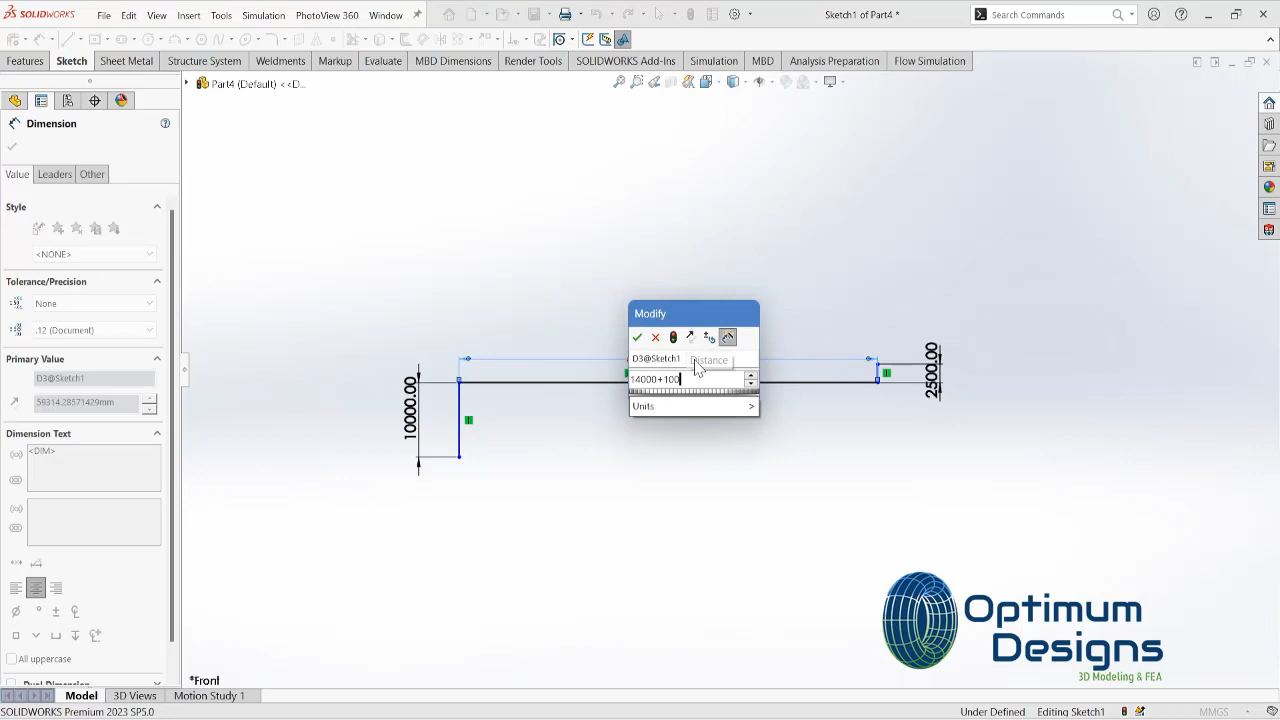 SOLIDWORKS
File Edit View Insert Tools Simulation PhotoView 360 Window
Sketch1 of Part4 *
Search Commands
Features Sketch Sheet Metal Structure System Weldments Markup Evaluate MBD Dimensions Render Tools SOLIDWORKS Add-Ins Simulation MBD Analysis Preparation Flow Simulation
Part4 (Default) <<D...
Dimension
Value Leaders Other
Style
<NONE>
Tolerance/Precision
None
.12 (Document)
Primary Value
D3@Sketch1
59314.28571429mm
Dimension Text
<DIM>
All uppercase
Dual Dimension
Modify
D3@Sketch1
Distance
14000+100
Units >
10000.00
2500.00
Optimum
Designs
3D Modeling & FEA
*Front
Model 3D Views Motion Study 1
SOLIDWORKS Premium 2023 SP5.0
Under Defined Editing Sketch1 MMGS